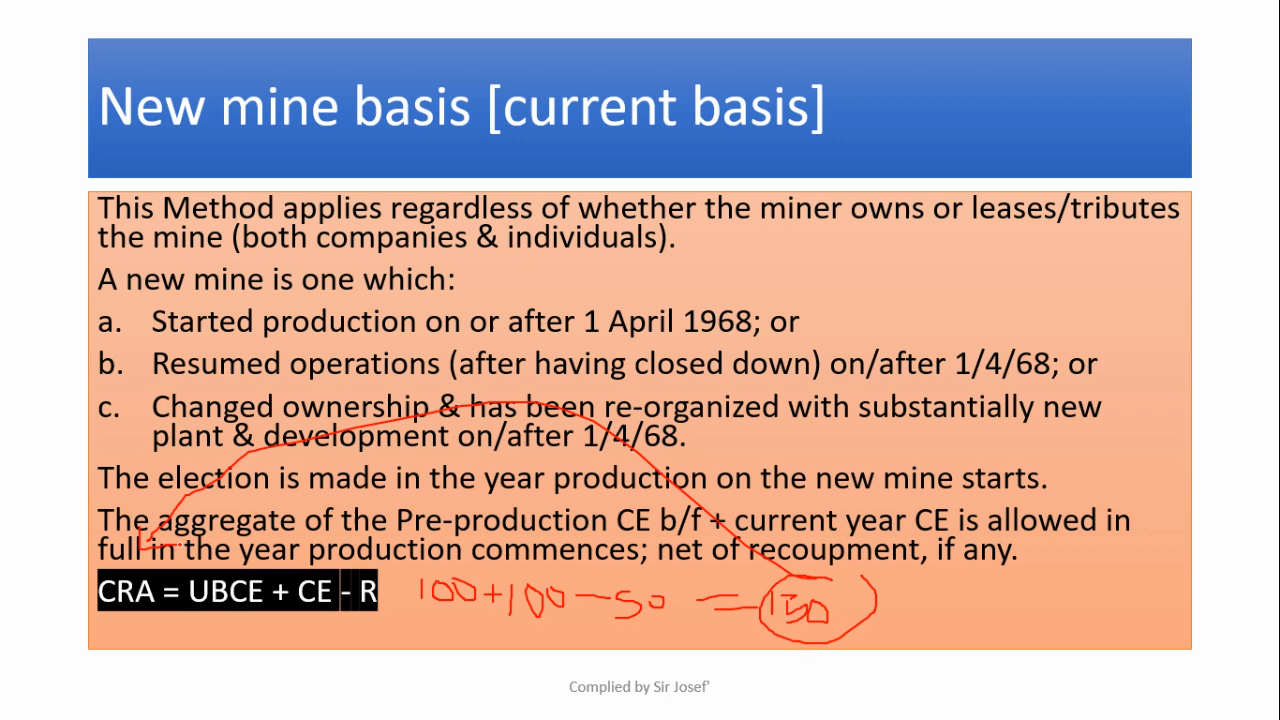 New mine basis [current basis]
This Method applies regardless of whether the miner owns or leases/tributes
the mine (both companies & individuals).
A new mine is one which:
a. Started production on or after 1 April 1968; or
b. Resumed operations (after having closed down) on/after 1/4/68; or
c. Changed ownership & has been re-organized with substantially new
plant & development on/after 1/4/68.
The election is made in the year production on the new mine starts.
The aggregate of the Pre-production CE b/f + current year CE is allowed in
full in the year production commences; net of recoupment, if any.
CRA = UBCE + CE - R 100+100-50 = 150
Complied by Sir Josef'